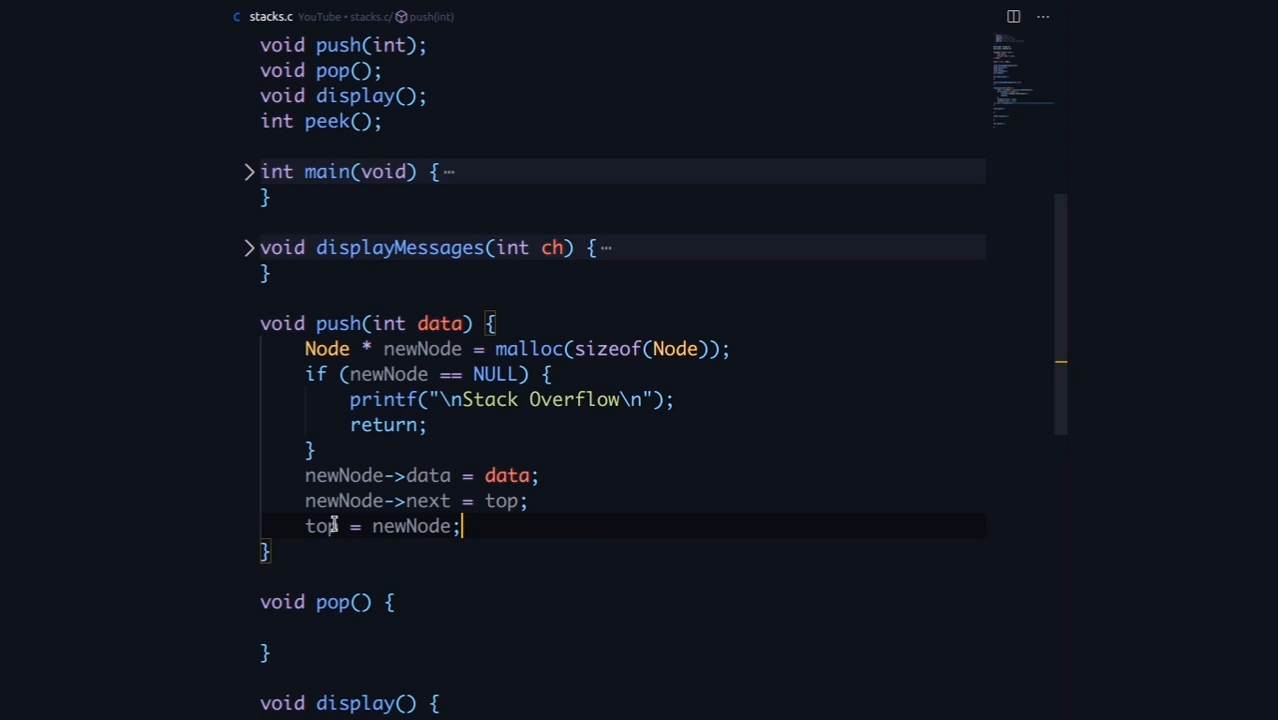 C stacks.c YouTube • stacks.c/ push(int)
void push(int);
void pop();
void display();
int peek();
int main(void) { ⋯
}
void displayMessages(int ch) { ⋯
}
void push(int data) {
Node * newNode = malloc(sizeof(Node));
if (newNode == NULL) {
printf("\nStack Overflow\n");
return;
}
newNode->data = data;
newNode->next = top;
top = newNode;
}
void pop() {
}
void display() {